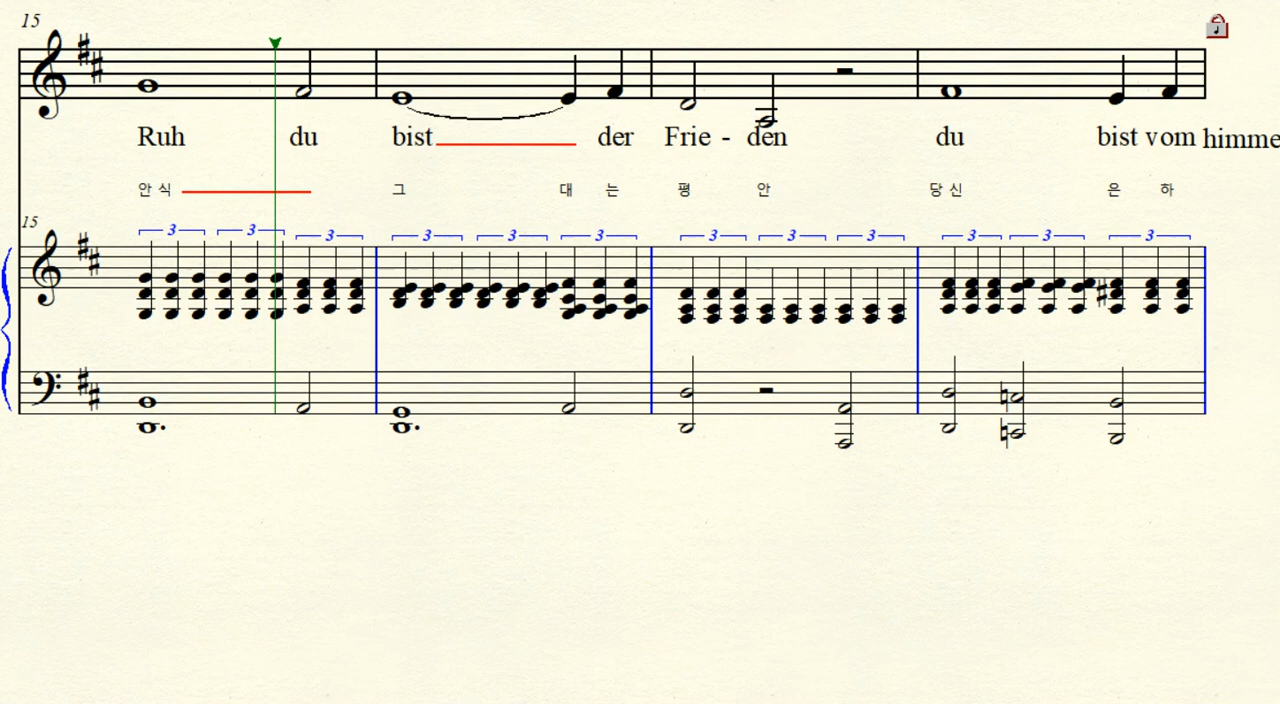 15
Ruh du bist der Frie - den du bist vom himme
안 식 그 대 는 평 안 당 신 은 하
15
3 3 3 3 3 3 3 3 3 3 3 3